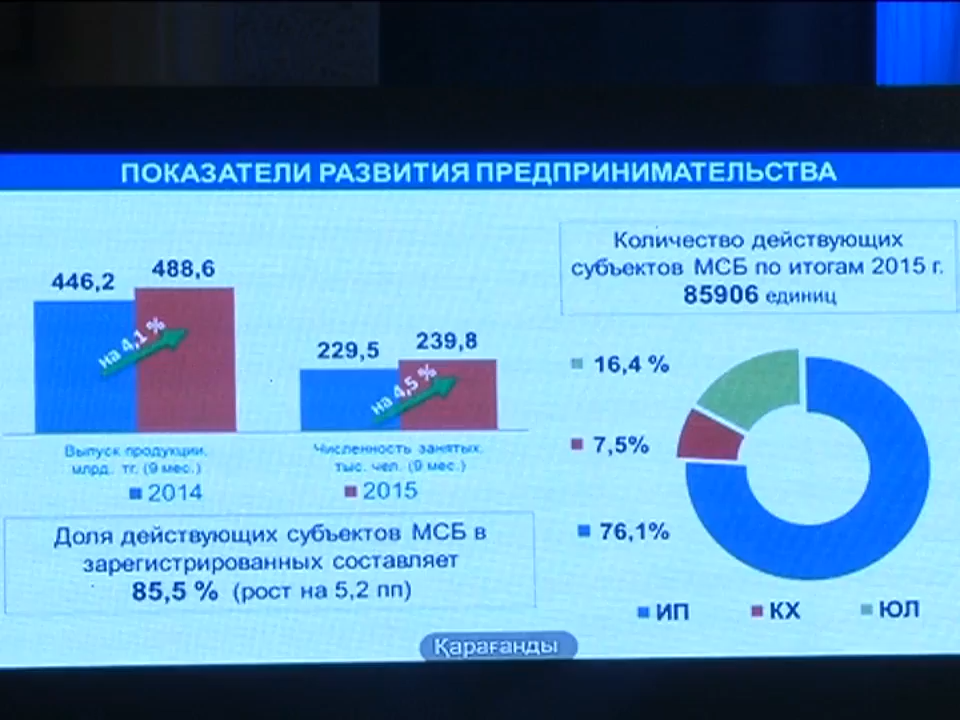 ПОКАЗАТЕЛИ РАЗВИТИЯ ПРЕДПРИНИМАТЕЛЬСТВА
446,2
488,6
на 4,1 %
229,5
239,8
на 4,5 %
Выпуск продукции,
млрд. тг. (9 мес.)
Численность занятых,
тыс. чел. (9 мес.)
2014
2015
Доля действующих субъектов МСБ в
зарегистрированных составляет
85,5 % (рост на 5,2 пп)
Количество действующих
субъектов МСБ по итогам 2015 г.
85906 единиц
16,4 %
7,5%
76,1%
ИП
КХ
ЮЛ
Қарағанды